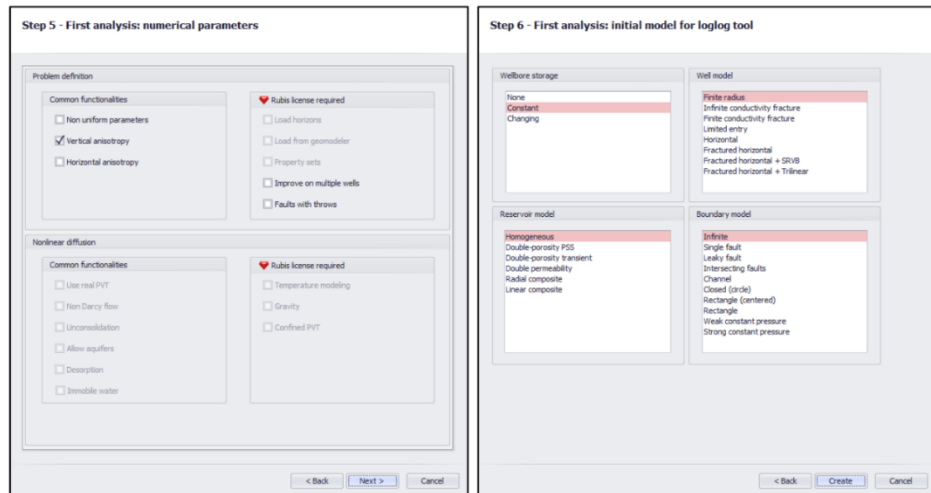 Step 5 - First analysis: numerical parameters
Problem definition
Common functionalities
Non uniform parameters
Vertical anisotropy
Horizontal anisotropy
Rubis license required
Load horizons
Load from geomodeler
Property sets
Improve on multiple wells
Faults with throws
Nonlinear diffusion
Common functionalities
Use real PVT
Non Darcy flow
Unconsolidation
Allow aquifers
Desorption
Immobile water
Rubis license required
Temperature modeling
Gravity
Confined PVT
< Back Next > Cancel
Step 6 - First analysis: initial model for loglog tool
Wellbore storage
None
Constant
Changing
Well model
Finite radius
Infinite conductivity fracture
Finite conductivity fracture
Limited entry
Horizontal
Fractured horizontal
Fractured horizontal + SRVB
Fractured horizontal + Trilinear
Reservoir model
Homogeneous
Double-porosity PSS
Double-porosity transient
Double permeability
Radial composite
Linear composite
Boundary model
Infinite
Single fault
Leaky fault
Intersecting faults
Channel
Closed (circle)
Rectangle (centered)
Rectangle
Weak constant pressure
Strong constant pressure
< Back Create Cancel